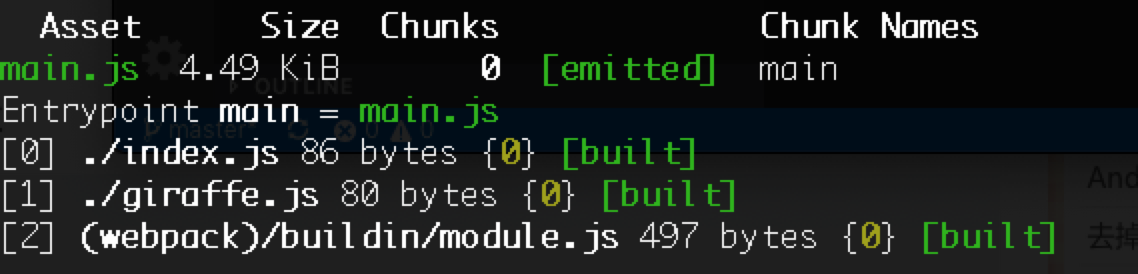 Asset Size Chunks Chunk Names
main.js 4.49 KiB 0 [emitted] main
OUTLINE
Entrypoint main = main.js
master* 0 0
[0] ./index.js 86 bytes {0} [built]
[1] ./giraffe.js 80 bytes {0} [built]
And
[2] (webpack)/buildin/module.js 497 bytes {0} [built]
去掉